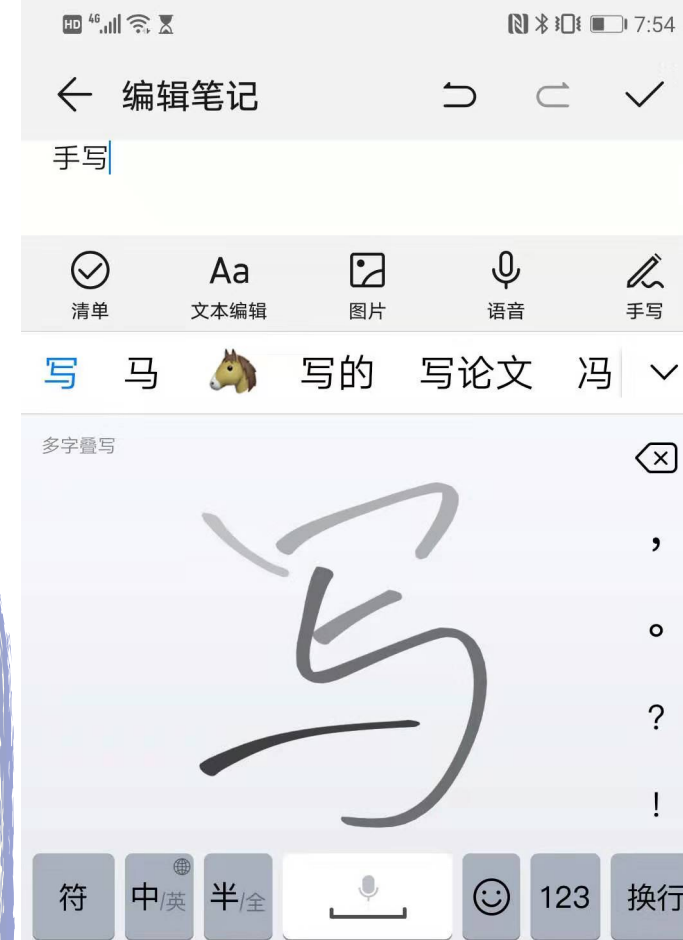 HD 4G 7:54
编辑笔记
手写
Aa
清单 文本编辑 图片 语音 手写
写 马 写的 写论文 冯
多字叠写
，
写
。
?
!
符 中/英 半/全 123 换行